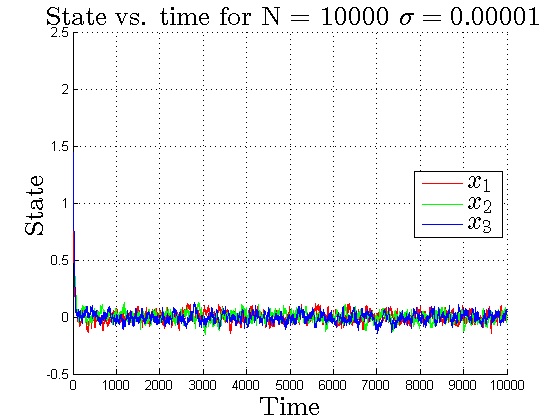 State vs. time for N = 10000 σ = 0.00001
2.5
2
1.5
1
0.5
0
-0.5
State
x₁
x₂
x₃
0 1000 2000 3000 4000 5000 6000 7000 8000 9000 10000
Time